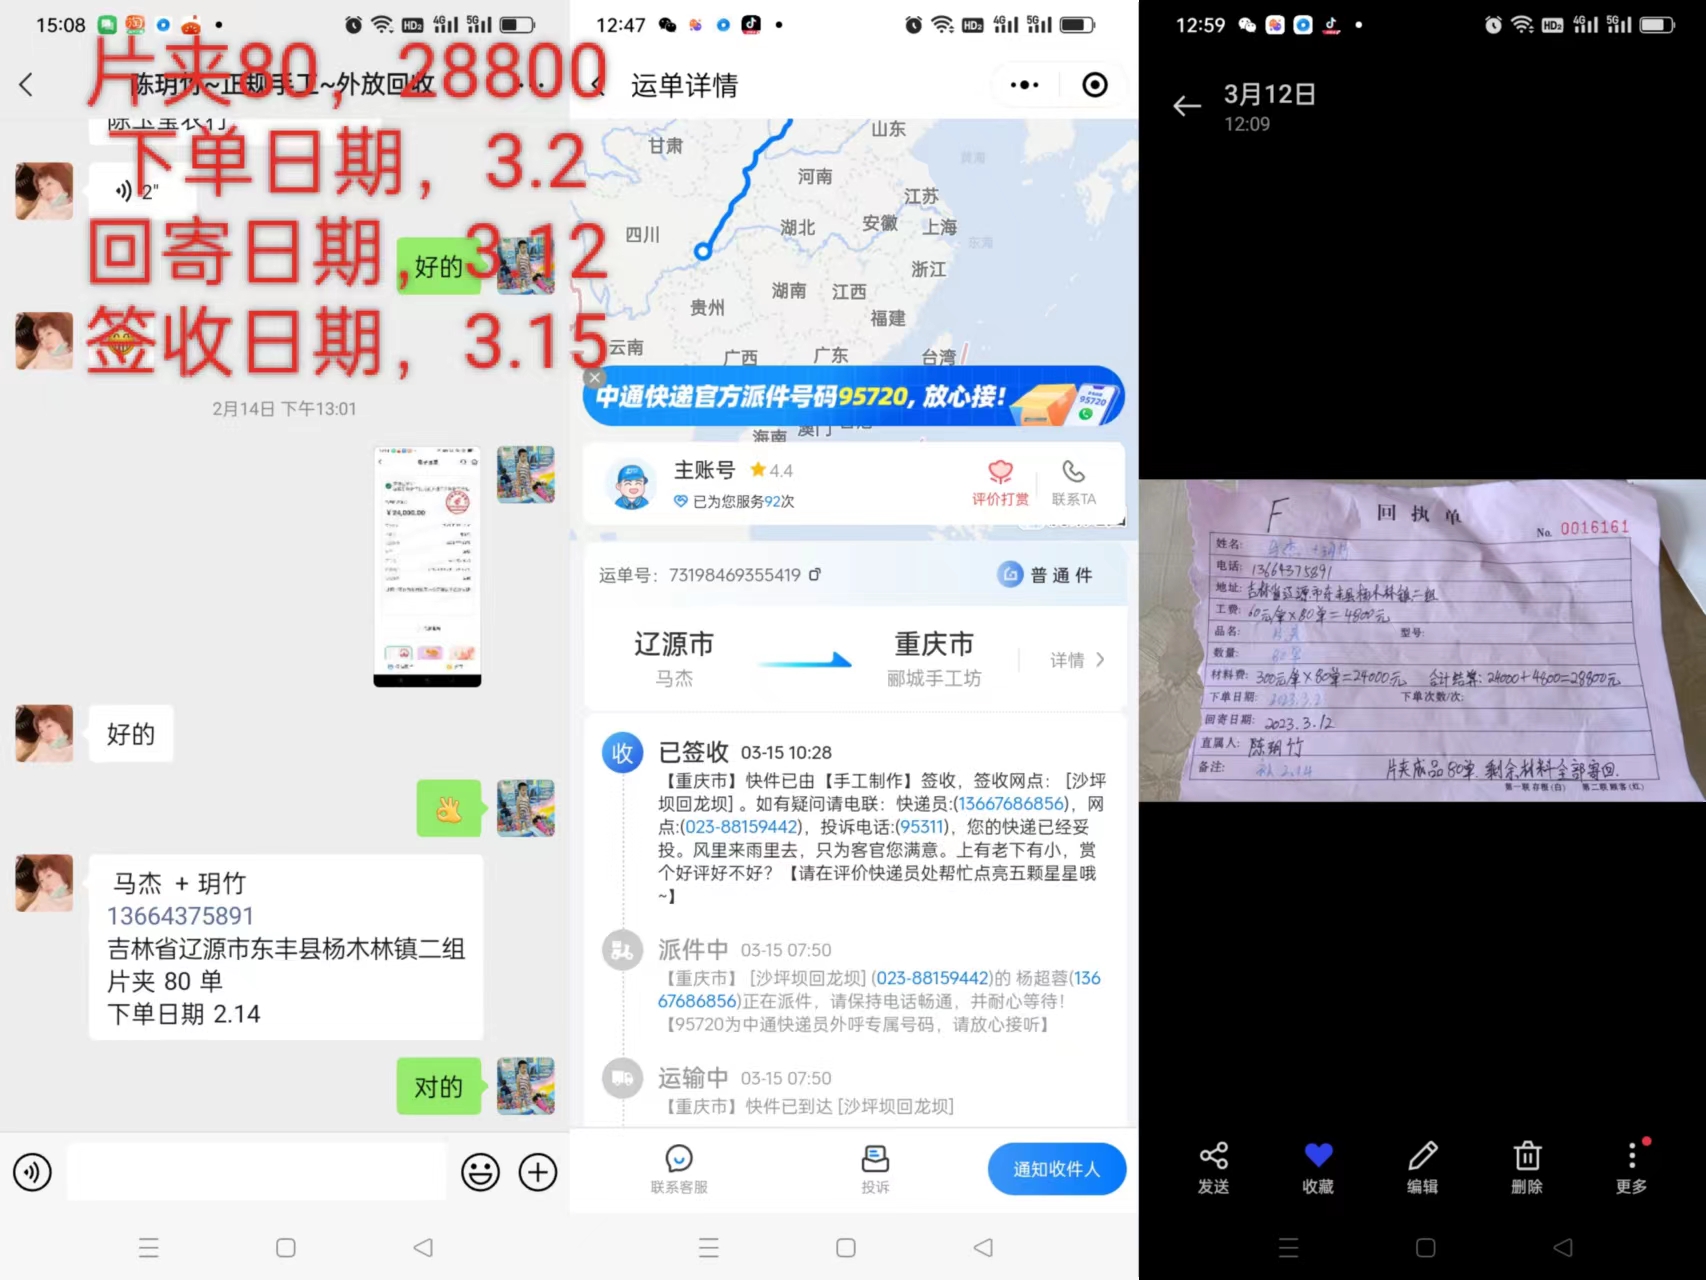 15:08
陈玥竹~正规手工~外放回收
片夹80，28800
下单日期，3.2
回寄日期，3.12
签收日期，3.15
陈玉莹农行
2"
好的
2月14日 下午13:01
¥24,000.00
好的
马杰 + 玥竹
13664375891
吉林省辽源市东丰县杨木林镇二组
片夹 80 单
下单日期 2.14
对的
12:47
运单详情
甘肃
山东
河南
江苏
四川
湖北
安徽
上海
黄海
东海
浙江
湖南
江西
贵州
福建
云南
广西
广东
台湾
中通快递官方派件号码95720，放心接！
95720
海南
澳门
主账号 4.4
已为您服务92次
评价打赏
联系TA
运单号：73198469355419
普通件
辽源市
重庆市
马杰
郦城手工坊
详情
收
已签收 03-15 10:28
【重庆市】快件已由【手工制作】签收，签收网点：[沙坪
坝回龙坝] 。如有疑问请电联：快递员:(13667686856)，网
点:(023-88159442)，投诉电话:(95311)，您的快递已经妥
投。风里来雨里去，只为客官您满意。上有老下有小，赏
个好评好不好？【请在评价快递员处帮忙点亮五颗星星哦
~】
派件中 03-15 07:50
【重庆市】 [沙坪坝回龙坝] (023-88159442)的 杨超蓉(136
67686856)正在派件，请保持电话畅通，并耐心等待！
【95720为中通快递员外呼专属号码，请放心接听】
运输中 03-15 07:50
【重庆市】快件已到达 [沙坪坝回龙坝]
联系客服
投诉
通知收件人
12:59
3月12日
12:09
F 回执单
No. 0016161
姓名： 马杰 + 玥竹
电话： 13664375891
地址： 吉林省辽源市东丰县杨木林镇二组
工费： 60元/单×80单=4800元
品名： 片夹 型号：
数量： 80单
材料费： 300元/单×80单=24000元 合计结算：24000+4800=28800元
下单日期： 2023.3.2 下单次数/次：
回寄日期： 2023.3.12
直属人： 陈玥竹
备注： 2.14 片夹成品80单.剩余材料全部寄回.
第一联 存根(白) 第二联 顾客(红)
发送
收藏
编辑
删除
更多